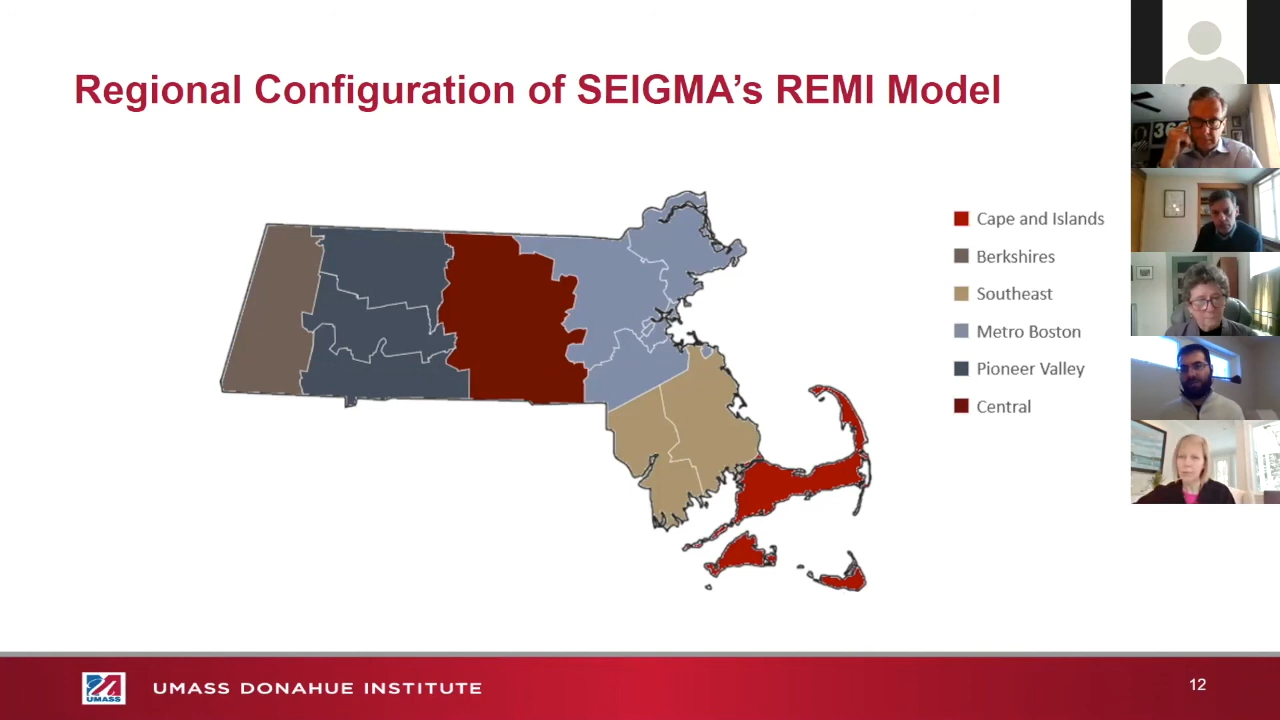 Regional Configuration of SEIGMA's REMI Model
Cape and Islands
Berkshires
Southeast
Metro Boston
Pioneer Valley
Central
UMASS
UMASS DONAHUE INSTITUTE
12